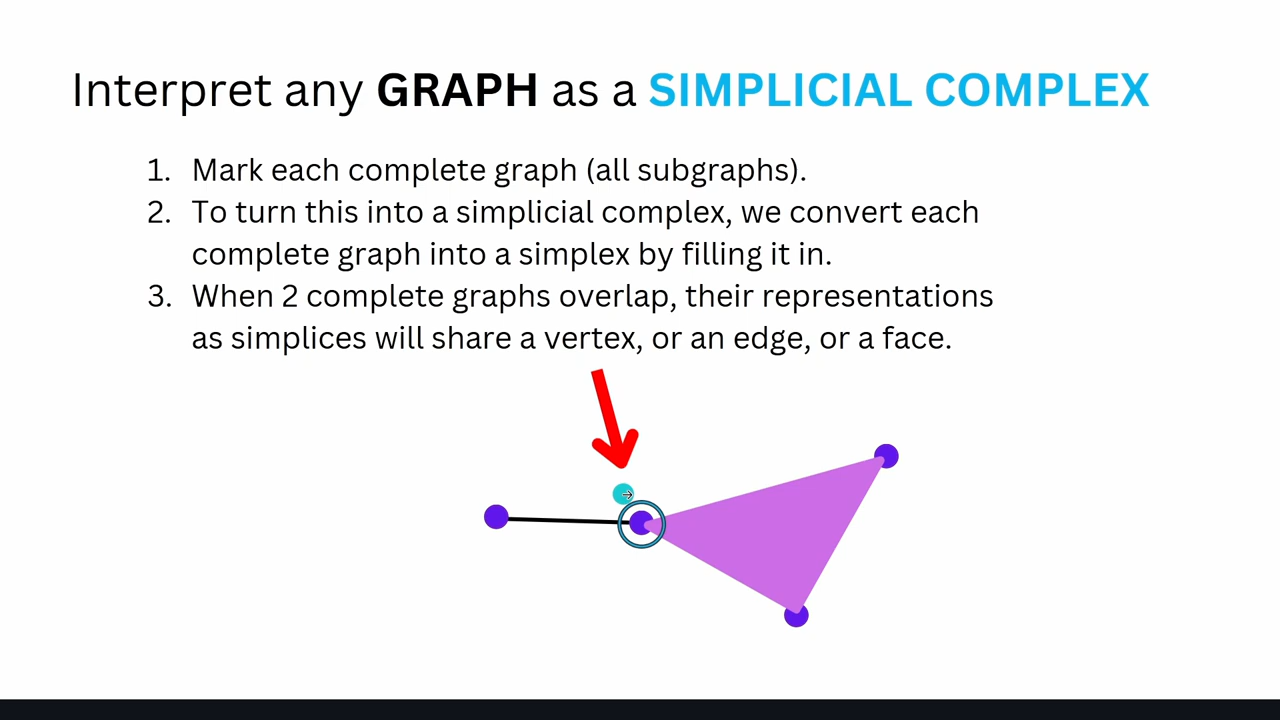 Interpret any GRAPH as a SIMPLICIAL COMPLEX
1. Mark each complete graph (all subgraphs).
2. To turn this into a simplicial complex, we convert each
complete graph into a simplex by filling it in.
3. When 2 complete graphs overlap, their representations
as simplices will share a vertex, or an edge, or a face.